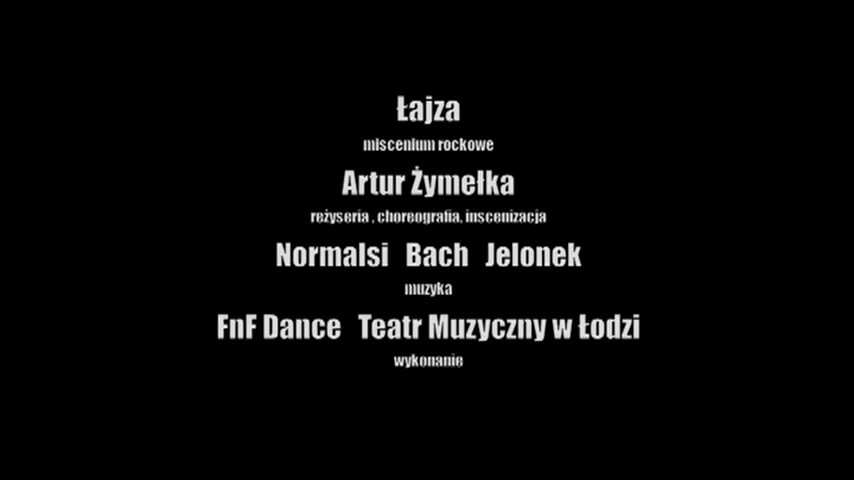 Łajza
miscenium rockowe
Artur Żymełka
reżyseria , choreografia, inscenizacja
Normalsi Bach Jelonek
muzyka
FnF Dance Teatr Muzyczny w Łodzi
wykonanie